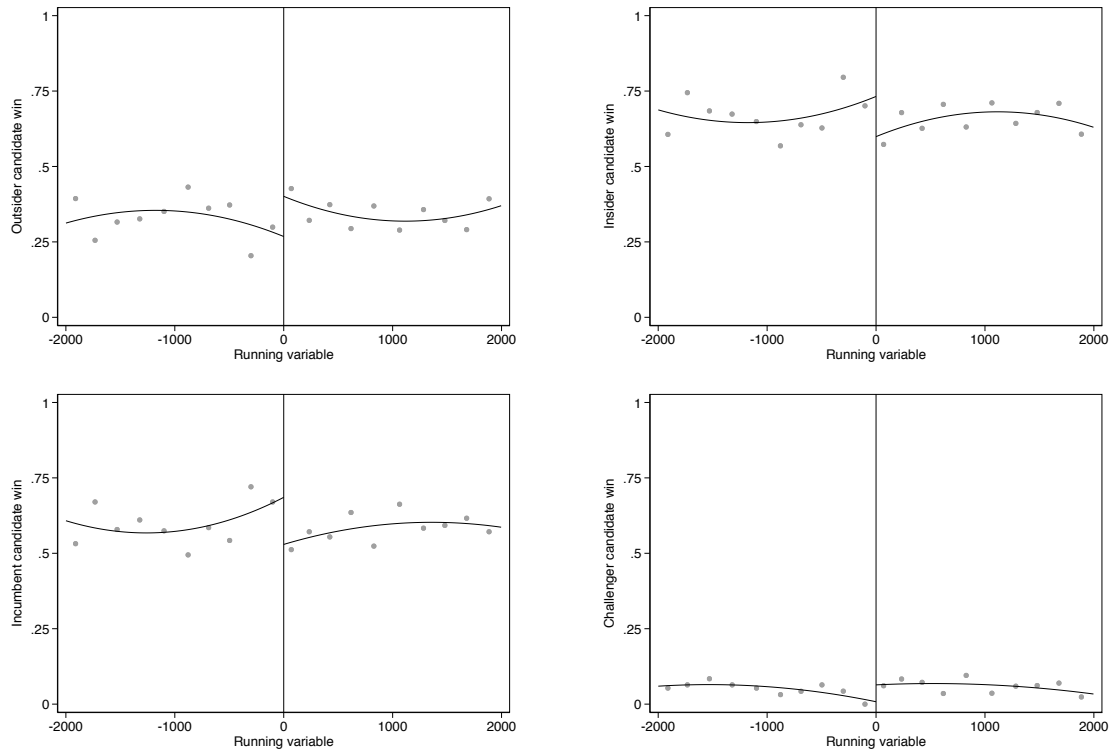 Outsider candidate win
1
.75
.5
.25
0
-2000 -1000 0 1000 2000
Running variable
Insider candidate win
1
.75
.5
.25
0
-2000 -1000 0 1000 2000
Running variable
Incumbent candidate win
1
.75
.5
.25
0
-2000 -1000 0 1000 2000
Running variable
Challenger candidate win
1
.75
.5
.25
0
-2000 -1000 0 1000 2000
Running variable